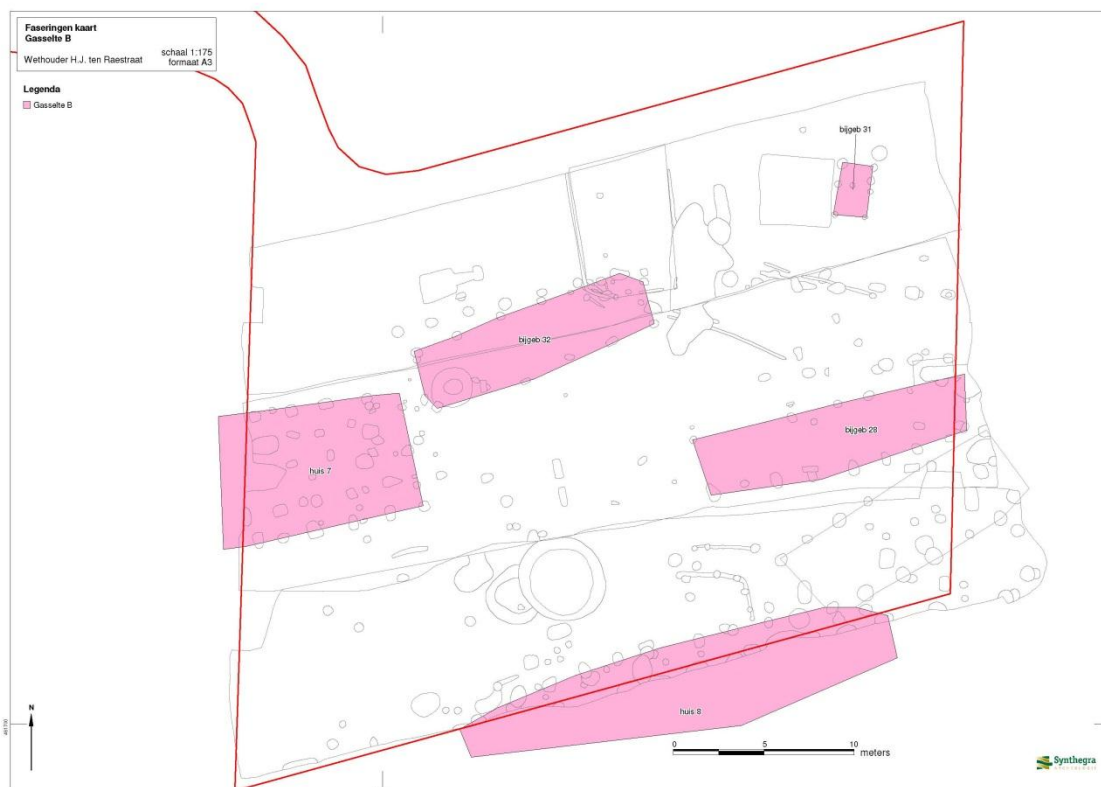 Faseringen kaart
Gasselte B
Wethouder H.J. ten Raestraat
schaal 1:175
formaat A3
Legenda
Gasselte B
bijgeb 31
bijgeb 32
bijgeb 28
huis 7
huis 8
N
0 5 10
meters
Synthegra